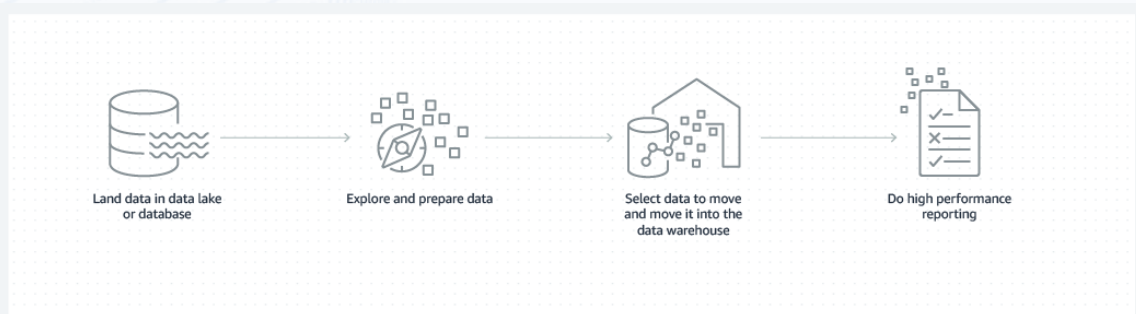 Land data in data lake
or database
Explore and prepare data
Select data to move
and move it into the
data warehouse
Do high performance
reporting